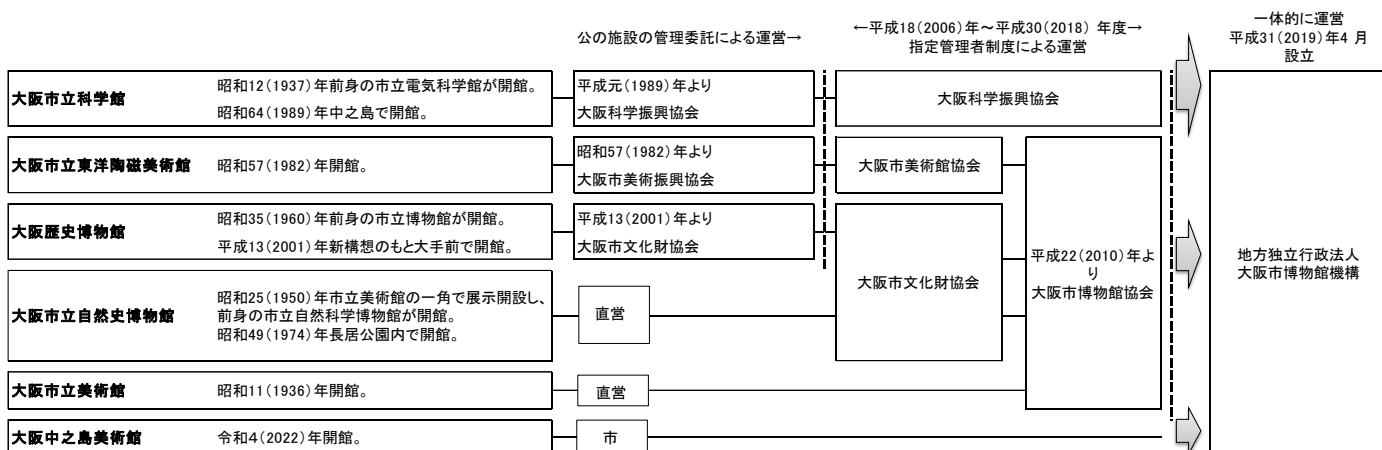 公の施設の管理委託による運営→
←平成18(2006)年～平成30(2018) 年度→
指定管理者制度による運営
一体的に運営
平成31(2019)年4 月
設立
大阪市立科学館
昭和12(1937)年前身の市立電気科学館が開館。
昭和64(1989)年中之島で開館。
平成元(1989)年より
大阪科学振興協会
大阪科学振興協会
大阪市立東洋陶磁美術館
昭和57(1982)年開館。
昭和57(1982)年より
大阪市美術振興協会
大阪市美術館協会
大阪歴史博物館
昭和35(1960)年前身の市立博物館が開館。
平成13(2001)年新構想のもと大手前で開館。
平成13(2001)年より
大阪市文化財協会
大阪市文化財協会
平成22(2010)年よ
り
大阪市博物館協会
地方独立行政法人
大阪市博物館機構
大阪市立自然史博物館
昭和25(1950)年市立美術館の一角で展示開設し、
前身の市立自然科学博物館が開館。
昭和49(1974)年長居公園内で開館。
直営
大阪市立美術館
昭和11(1936)年開館。
直営
大阪中之島美術館
令和4(2022)年開館。
市